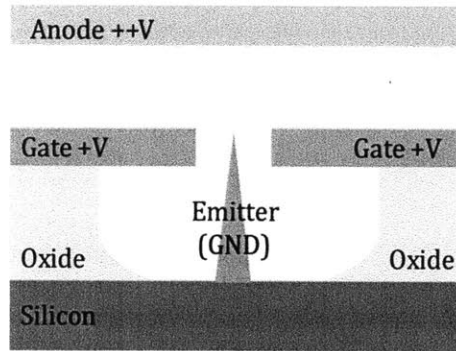 Anode ++V
Gate +V
Gate +V
Emitter
(GND)
Oxide
Oxide
Silicon